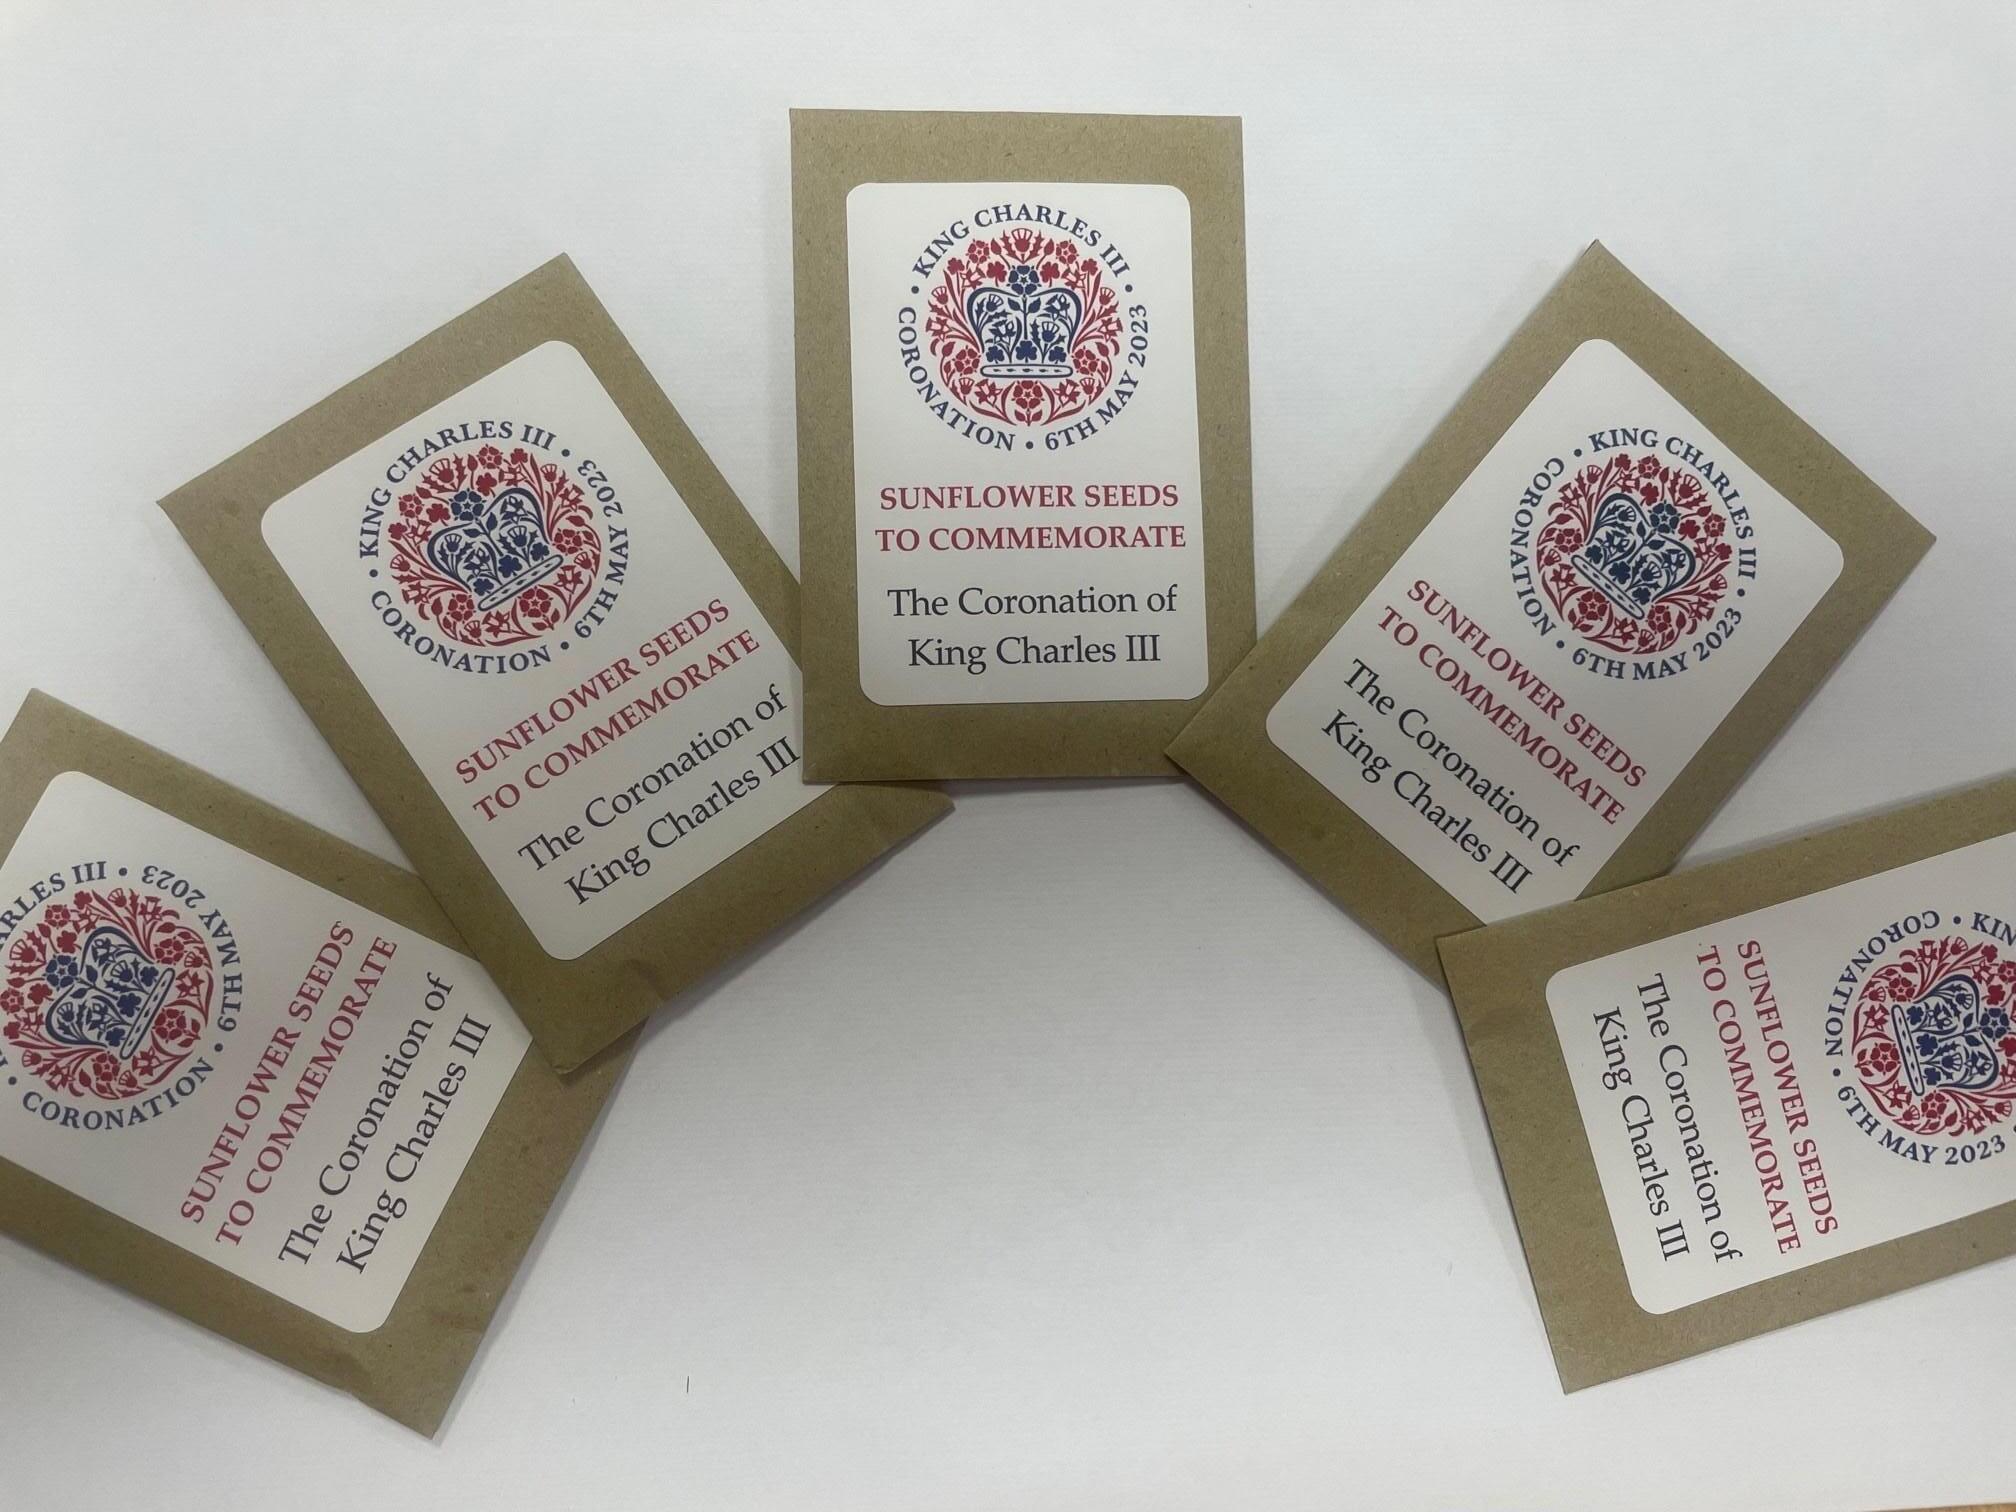 • KING CHARLES III •
CORONATION • 6TH MAY 2023
SUNFLOWER SEEDS
TO COMMEMORATE
The Coronation of
King Charles III
• KING CHARLES III •
CORONATION • 6TH MAY 2023
SUNFLOWER SEEDS
TO COMMEMORATE
The Coronation of
King Charles III
• KING CHARLES III •
CORONATION • 6TH MAY 2023
SUNFLOWER SEEDS
TO COMMEMORATE
The Coronation of
King Charles III
ARLES III •
• CORONATION • 6TH MAY 2023
SUNFLOWER SEEDS
TO COMMEMORATE
The Coronation of
King Charles III
• KIN
CORONATION • 6TH MAY 2023
SUNFLOWER SEEDS
TO COMMEMORATE
The Coronation of
King Charles III